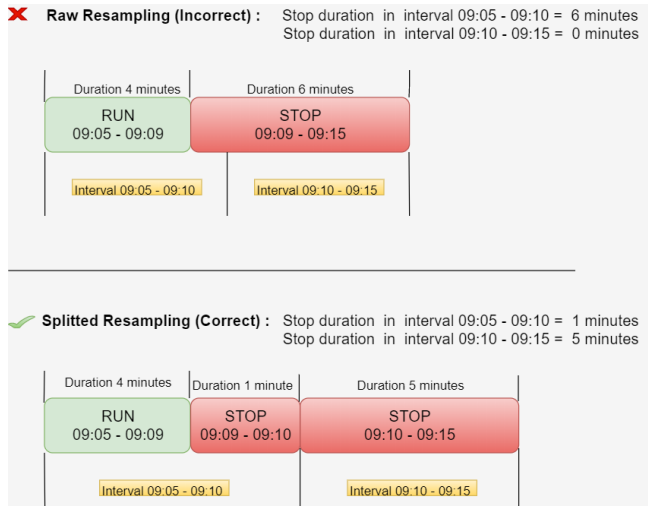 Raw Resampling (Incorrect) : Stop duration in interval 09:05 - 09:10 = 6 minutes
Stop duration in interval 09:10 - 09:15 = 0 minutes
Duration 4 minutes Duration 6 minutes
RUN STOP
09:05 - 09:09 09:09 - 09:15
Interval 09:05 - 09:10 Interval 09:10 - 09:15
Splitted Resampling (Correct) : Stop duration in interval 09:05 - 09:10 = 1 minutes
Stop duration in interval 09:10 - 09:15 = 5 minutes
Duration 4 minutes Duration 1 minute Duration 5 minutes
RUN STOP STOP
09:05 - 09:09 09:09 - 09:10 09:10 - 09:15
Interval 09:05 - 09:10 Interval 09:10 - 09:15